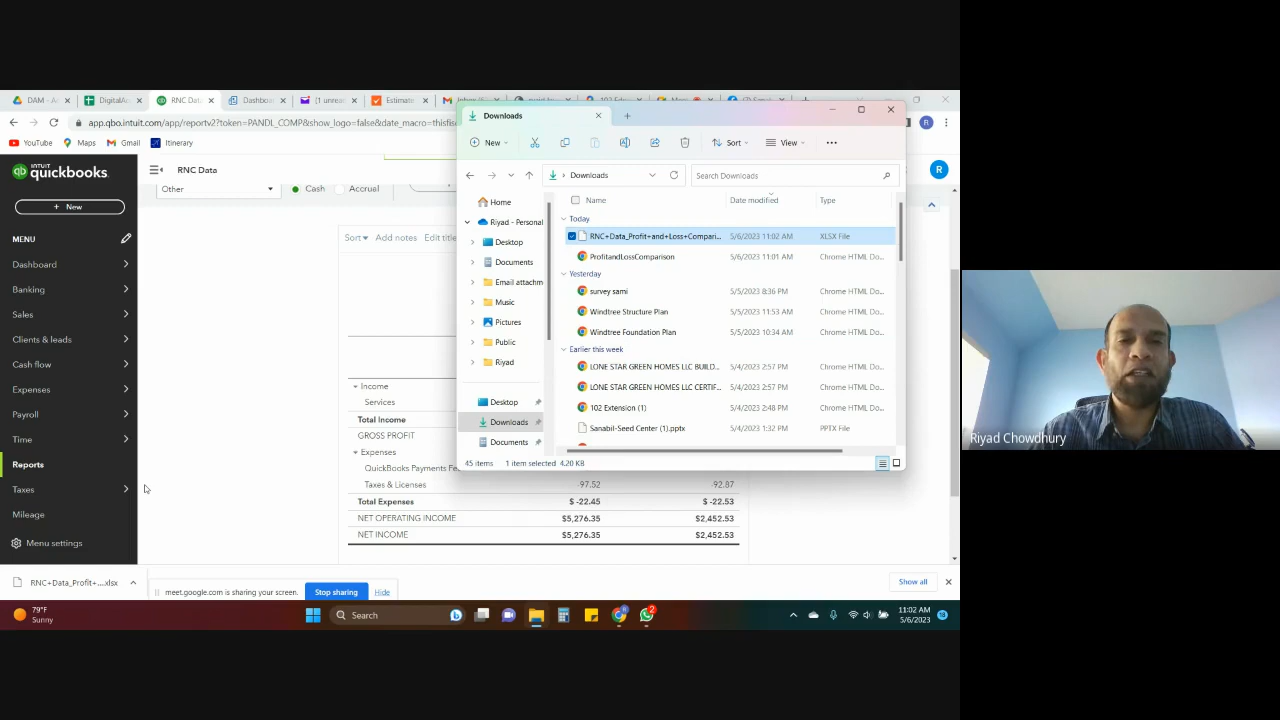 DAM - A
DigitalAc
RNC Dat
Dashboa
(1 unrea
Estimate
app.qbo.intuit.com/app/reportv2?token=PANDL_COMP&show_logo=false&date_macro=thisfis
YouTube
Maps
Gmail
Itinerary
INTUIT
quickbooks.
+ New
MENU
Dashboard
Banking
Sales
Clients & leads
Cash flow
Expenses
Payroll
Time
Reports
Taxes
Mileage
Menu settings
RNC Data
R
Other
Cash
Accrual
Sort
Add notes
Edit title
Income
Services
Total Income
GROSS PROFIT
Expenses
QuickBooks Payments Fe
Taxes & Licenses -97.52 -92.87
Total Expenses $ -22.45 $ -22.53
NET OPERATING INCOME $5,276.35 $2,452.53
NET INCOME $5,276.35 $2,452.53
Downloads
New
Sort
View
Downloads
Search Downloads
Home
Riyad - Personal
Desktop
Documents
Email attachm
Music
Pictures
Public
Riyad
Desktop
Downloads
Documents
Name Date modified Type
Today
RNC+Data_Profit+and+Loss+Compari... 5/6/2023 11:02 AM XLSX File
ProfitandLossComparison 5/6/2023 11:01 AM Chrome HTML Do...
Yesterday
survey sami 5/5/2023 8:36 PM Chrome HTML Do...
Windtree Structure Plan 5/5/2023 11:53 AM Chrome HTML Do...
Windtree Foundation Plan 5/5/2023 10:34 AM Chrome HTML Do...
Earlier this week
LONE STAR GREEN HOMES LLC BUILD... 5/4/2023 2:57 PM Chrome HTML Do...
LONE STAR GREEN HOMES LLC CERTIF... 5/4/2023 2:57 PM Chrome HTML Do...
102 Extension (1) 5/4/2023 2:48 PM Chrome HTML Do...
Sanabil-Seed Center (1).pptx 5/4/2023 1:32 PM PPTX File
45 items 1 item selected 4.20 KB
RNC+Data_Profit+....xlsx
meet.google.com is sharing your screen.
Stop sharing
Hide
Show all
79°F
Sunny
Search
2
11:02 AM
5/6/2023
Riyad Chowdhury